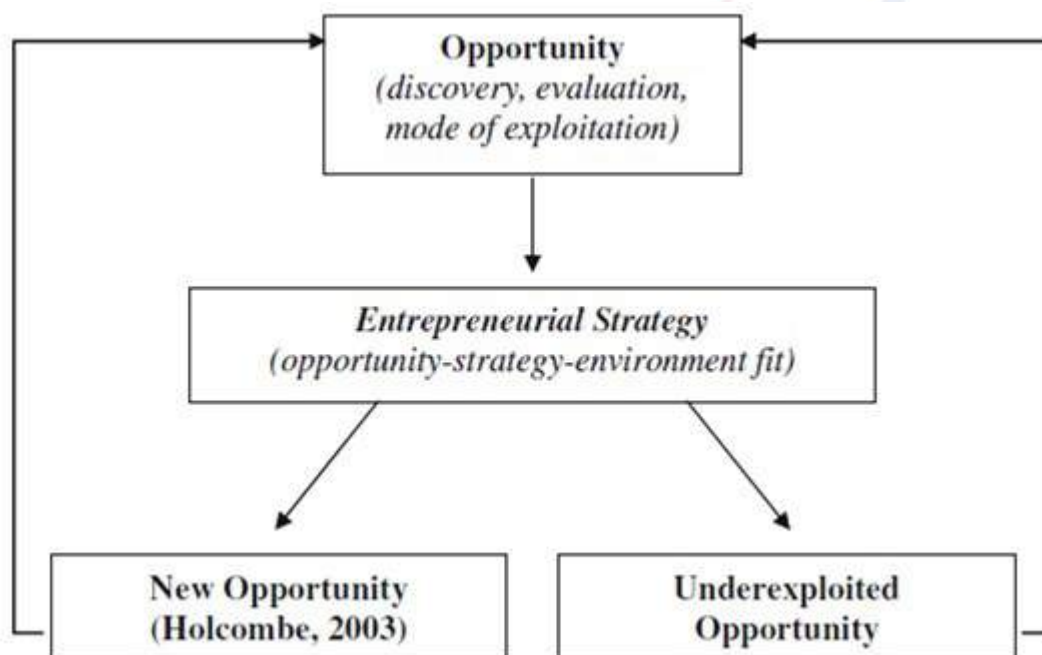 Opportunity
(discovery, evaluation,
mode of exploitation)
Entrepreneurial Strategy
(opportunity-strategy-environment fit)
New Opportunity
(Holcombe, 2003)
Underexploited
Opportunity